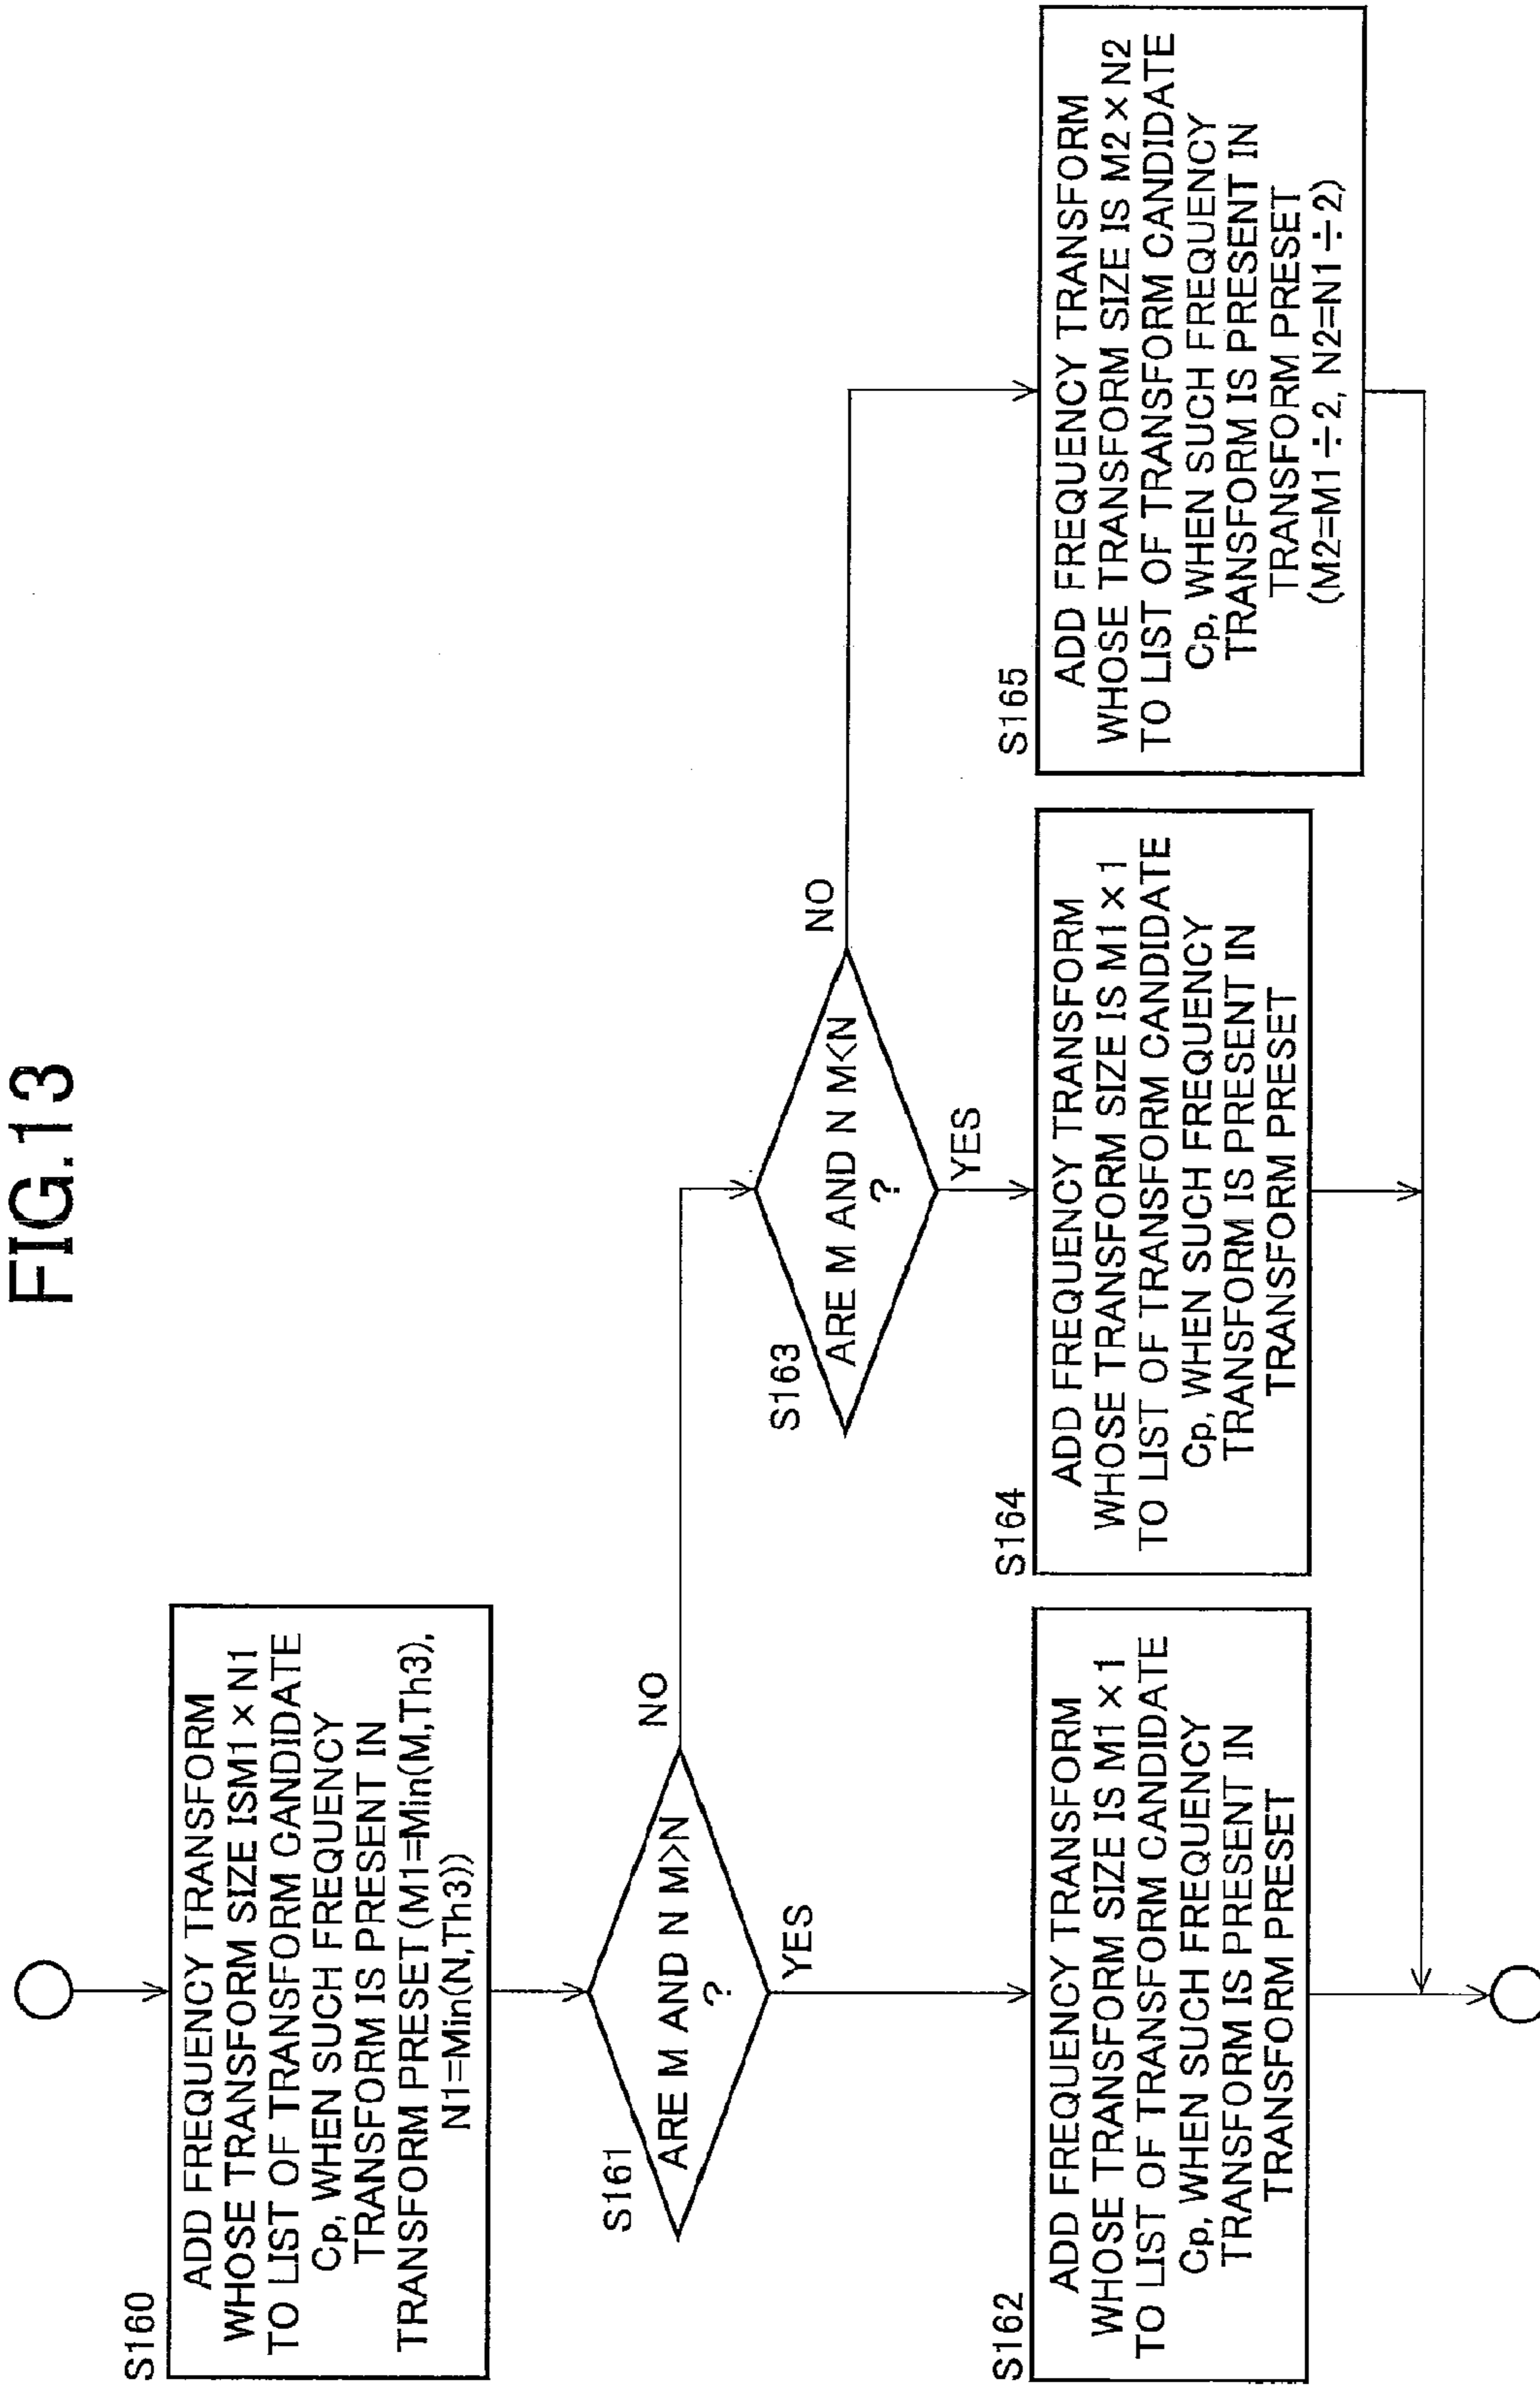 FIG.13
S160
ADD FREQUENCY TRANSFORM
WHOSE TRANSFORM SIZE ISM1×N1
TO LIST OF TRANSFORM CANDIDATE
Cp, WHEN SUCH FREQUENCY
TRANSFORM IS PRESENT IN
TRANSFORM PRESET(M1=Min(M,Th3),
N1=Min(N,Th3))
S161
ARE M AND N M>N
?
NO
YES
S163
ARE M AND N M<N
?
NO
YES
S162
ADD FREQUENCY TRANSFORM
WHOSE TRANSFORM SIZE IS M1×1
TO LIST OF TRANSFORM CANDIDATE
Cp, WHEN SUCH FREQUENCY
TRANSFORM IS PRESENT IN
TRANSFORM PRESET
S164
ADD FREQUENCY TRANSFORM
WHOSE TRANSFORM SIZE IS M1×1
TO LIST OF TRANSFORM CANDIDATE
Cp, WHEN SUCH FREQUENCY
TRANSFORM IS PRESENT IN
TRANSFORM PRESET
S165
ADD FREQUENCY TRANSFORM
WHOSE TRANSFORM SIZE IS M2×N2
TO LIST OF TRANSFORM CANDIDATE
Cp, WHEN SUCH FREQUENCY
TRANSFORM IS PRESENT IN
TRANSFORM PRESET
(M2=M1÷2, N2=N1÷2)